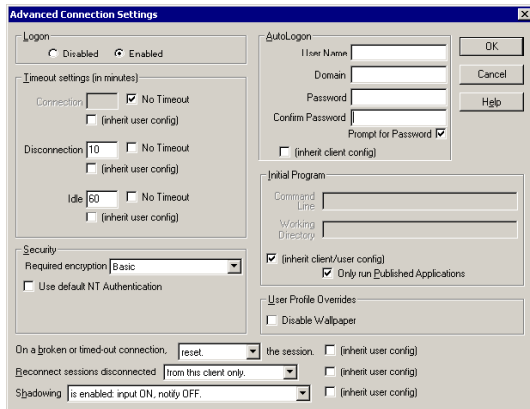 Advanced Connection Settings
Logon
Disabled
Enabled
Timeout settings (in minutes)
Connection
No Timeout
(inherit user config)
Disconnection 10
No Timeout
(inherit user config)
Idle 60
No Timeout
(inherit user config)
Security
Required encryption Basic
Use default NT Authentication
AutoLogon
User Name
Domain
Password
Confirm Password
Prompt for Password
(inherit client config)
OK
Cancel
Help
Initial Program
Command Line
Working Directory
(inherit client/user config)
Only run Published Applications
User Profile Overrides
Disable Wallpaper
On a broken or timed-out connection, reset. the session. (inherit user config)
Reconnect sessions disconnected from this client only. (inherit user config)
Shadowing is enabled: input ON, notify OFF. (inherit user config)